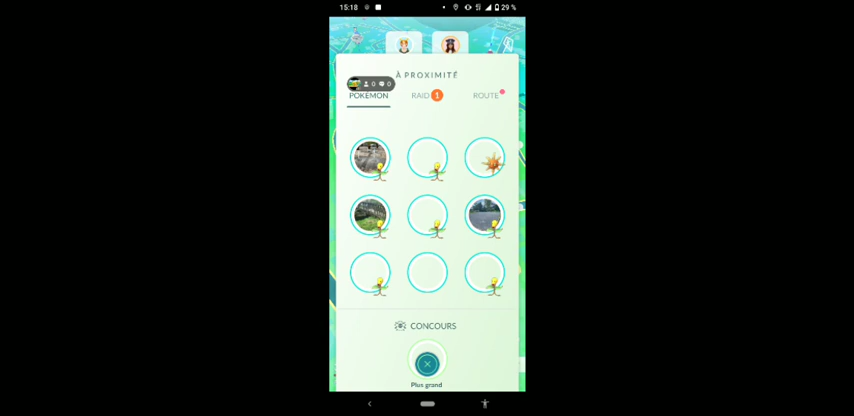 15:18 29 %
À PROXIMITÉ
0 0
POKÉMON RAID 1 ROUTE
CONCOURS
Plus grand